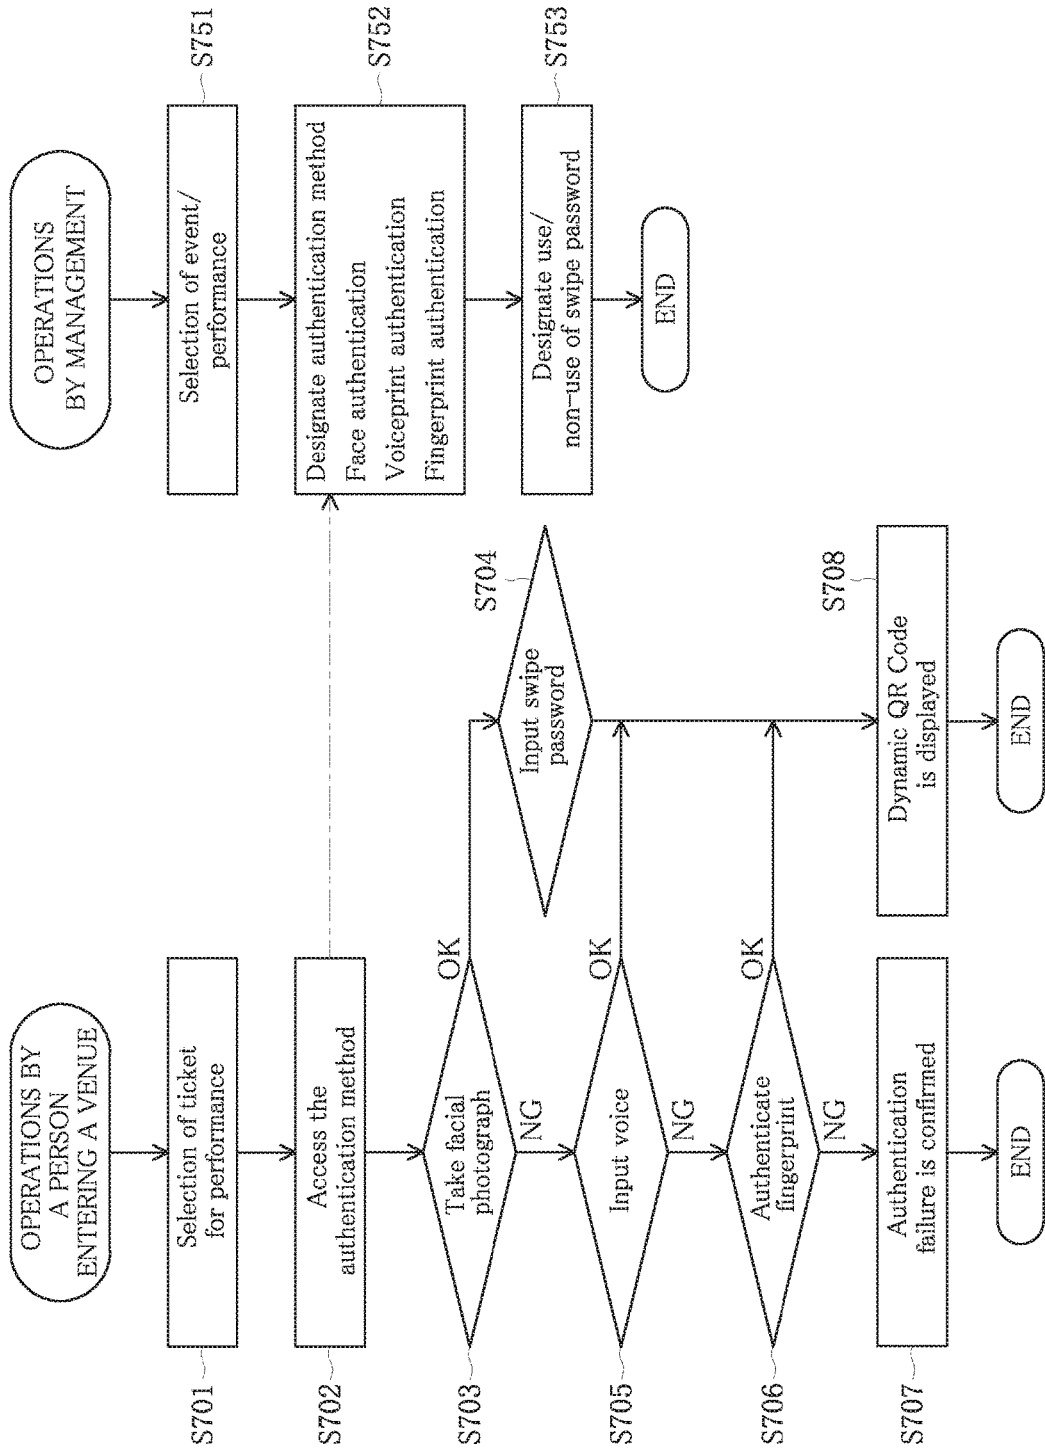 OPERATIONS BY
A PERSON
ENTERING A VENUE
S701
Selection of ticket
for performance
S702
Access the
authentication method
S703
Take facial
photograph
OK
NG
S704
Input swipe
password
S705
Input voice
OK
NG
S706
Authenticate
fingerprint
OK
NG
S707
Authentication
failure is confirmed
END
S708
Dynamic QR Code
is displayed
END
OPERATIONS
BY MANAGEMENT
S751
Selection of event/
performance
S752
Designate authentication method
Face authentication
Voiceprint authentication
Fingerprint authentication
S753
Designate use/
non-use of swipe password
END